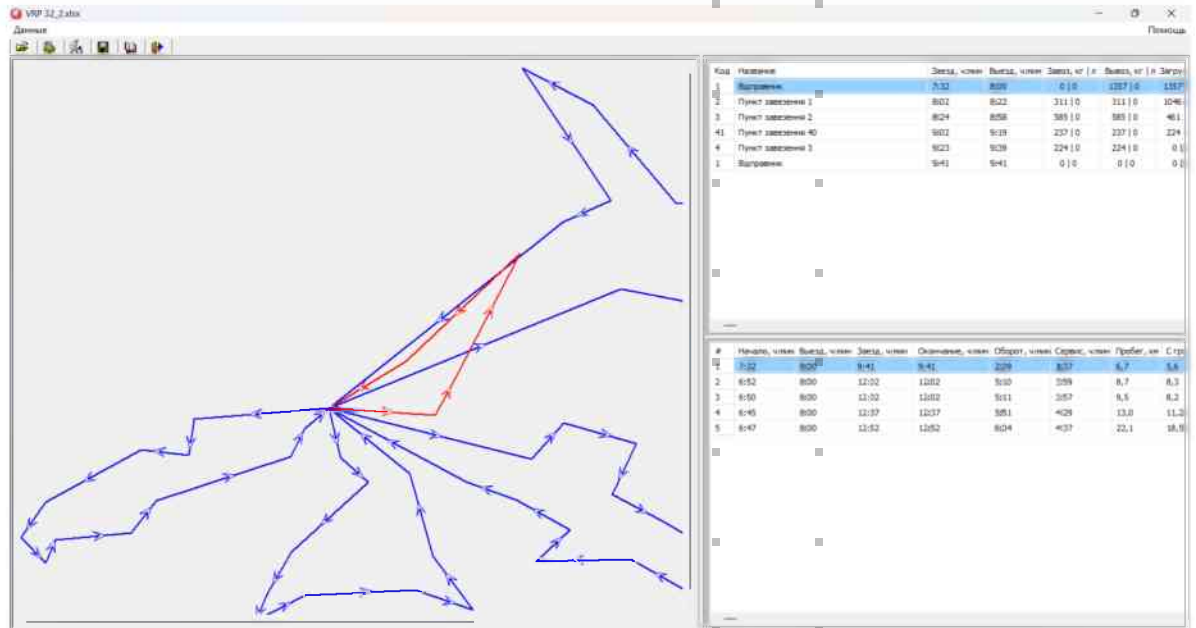 VRP 32_2.xlsx
Данные Помощь
Код Название Заезд, ч:мин Выезд, ч:мин Завоз, кг | л Вывоз, кг | л Загру
1 Відправник 7:32 8:00 0 | 0 1357 | 0 1357
2 Пункт завезення 1 8:02 8:22 311 | 0 311 | 0 1046
3 Пункт завезення 2 8:24 8:58 585 | 0 585 | 0 461
41 Пункт завезення 40 9:02 9:19 237 | 0 237 | 0 224
4 Пункт завезення 3 9:23 9:39 224 | 0 224 | 0 0
1 Відправник 9:41 9:41 0 | 0 0 | 0 0
# Начало, ч:мин Выезд, ч:мин Заезд, ч:мин Окончание, ч:мин Оборот, ч:мин Сервис, ч:мин Пробег, км С гр
1 7:32 8:00 9:41 9:41 2:09 5,6
2 6:52 8:00 12:02 12:02 5:10 3:59 8,7 8,3
3 6:50 8:00 12:02 12:02 5:11 3:57 9,5 8,2
4 6:45 8:00 12:37 12:37 5:51 4:29 13,0 11,2
5 6:47 8:00 12:52 12:52 6:04 4:37 22,1 18,5